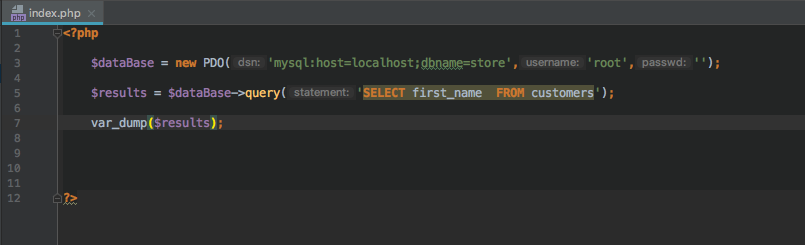 index.php
1 <?php
2
3 $dataBase = new PDO( dsn: 'mysql:host=localhost;dbname=store', username: 'root', passwd: '');
4
5 $results = $dataBase->query( statement: 'SELECT first_name  FROM customers');
6
7 var_dump($results);
8
9
10
11
12 ?>